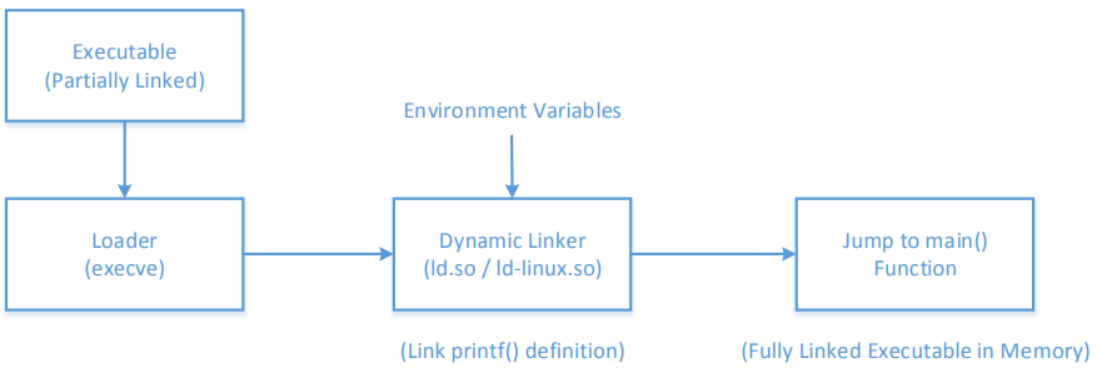 Executable
(Partially Linked)
Environment Variables
Loader
(execve)
Dynamic Linker
(ld.so / ld-linux.so)
Jump to main()
Function
(Link printf() definition)
(Fully Linked Executable in Memory)